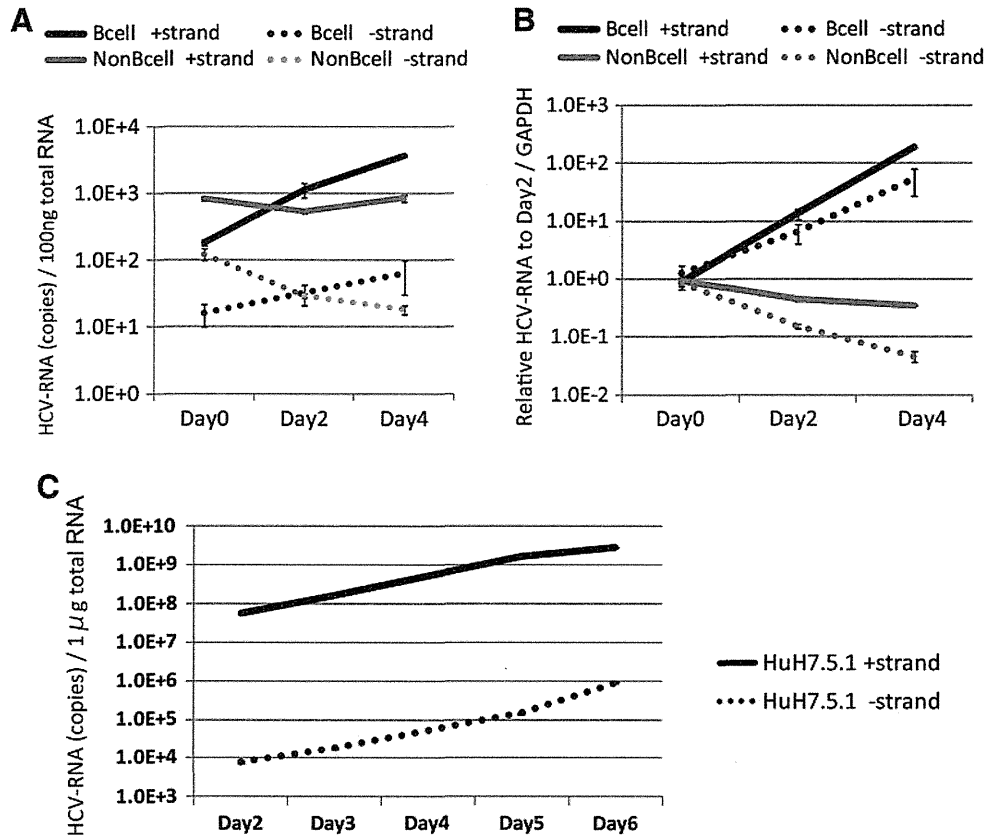 A
Bcell +strand
Bcell -strand
NonBcell +strand
NonBcell -strand
HCV-RNA (copies) / 100ng total RNA
1.0E+4
1.0E+3
1.0E+2
1.0E+1
1.0E+0
Day0
Day2
Day4
B
Bcell +strand
Bcell -strand
NonBcell +strand
NonBcell -strand
Relative HCV-RNA to Day2 / GAPDH
1.0E+3
1.0E+2
1.0E+1
1.0E+0
1.0E-1
1.0E-2
Day0
Day2
Day4
C
HCV-RNA (copies) / 1 μg total RNA
1.0E+10
1.0E+9
1.0E+8
1.0E+7
1.0E+6
1.0E+5
1.0E+4
1.0E+3
Day2
Day3
Day4
Day5
Day6
HuH7.5.1 +strand
HuH7.5.1 -strand